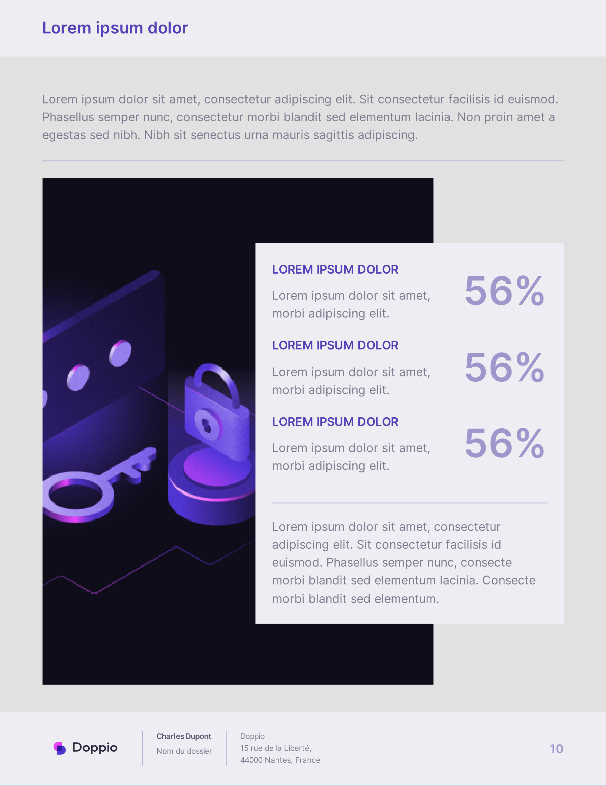 Lorem ipsum dolor
Lorem ipsum dolor sit amet, consectetur adipiscing elit. Sit consectetur facilisis id euismod.
Phasellus semper nunc, consectetur morbi blandit sed elementum lacinia. Non proin amet a
egestas sed nibh. Nibh sit senectus urna mauris sagittis adipiscing.
LOREM IPSUM DOLOR
Lorem ipsum dolor sit amet,
morbi adipiscing elit.
56%
LOREM IPSUM DOLOR
Lorem ipsum dolor sit amet,
morbi adipiscing elit.
56%
LOREM IPSUM DOLOR
Lorem ipsum dolor sit amet,
morbi adipiscing elit.
56%
Lorem ipsum dolor sit amet, consectetur
adipiscing elit. Sit consectetur facilisis id
euismod. Phasellus semper nunc, consecte
morbi blandit sed elementum lacinia. Consecte
morbi blandit sed elementum.
Doppio
Charles Dupont
Nom du dossier
Doppio
15 rue de la Liberté,
44000 Nantes, France
10